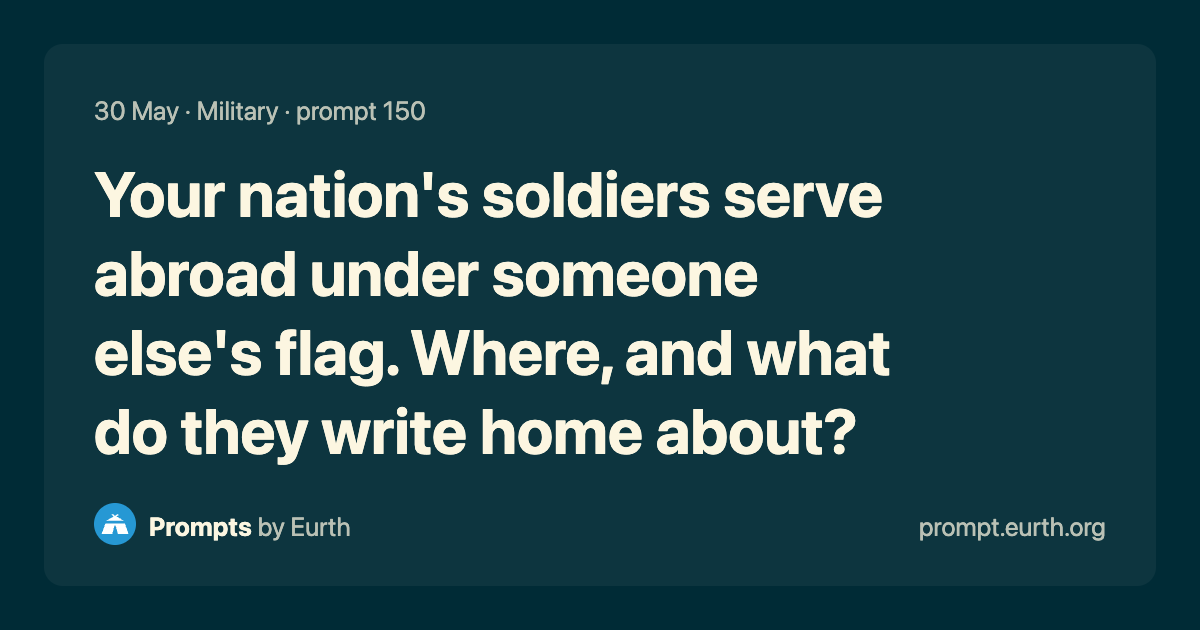 30 May · Military · prompt 150
Your nation's soldiers serve
abroad under someone
else's flag. Where, and what
do they write home about?
Prompts by Eurth
prompt.eurth.org